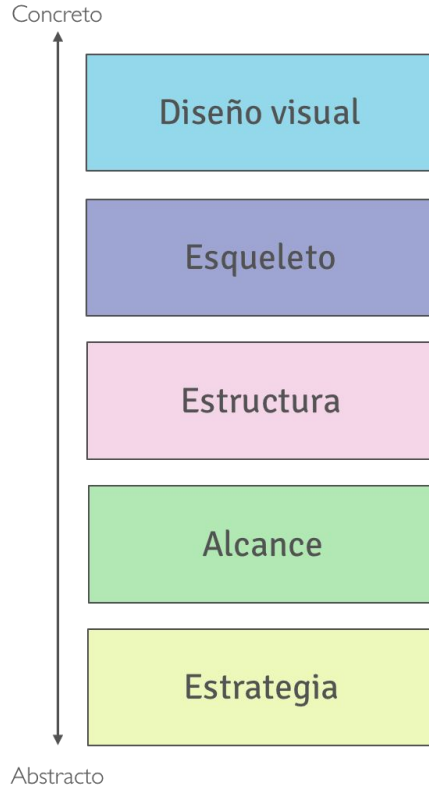 Concreto
Diseño visual
Esqueleto
Estructura
Alcance
Estrategia
Abstracto